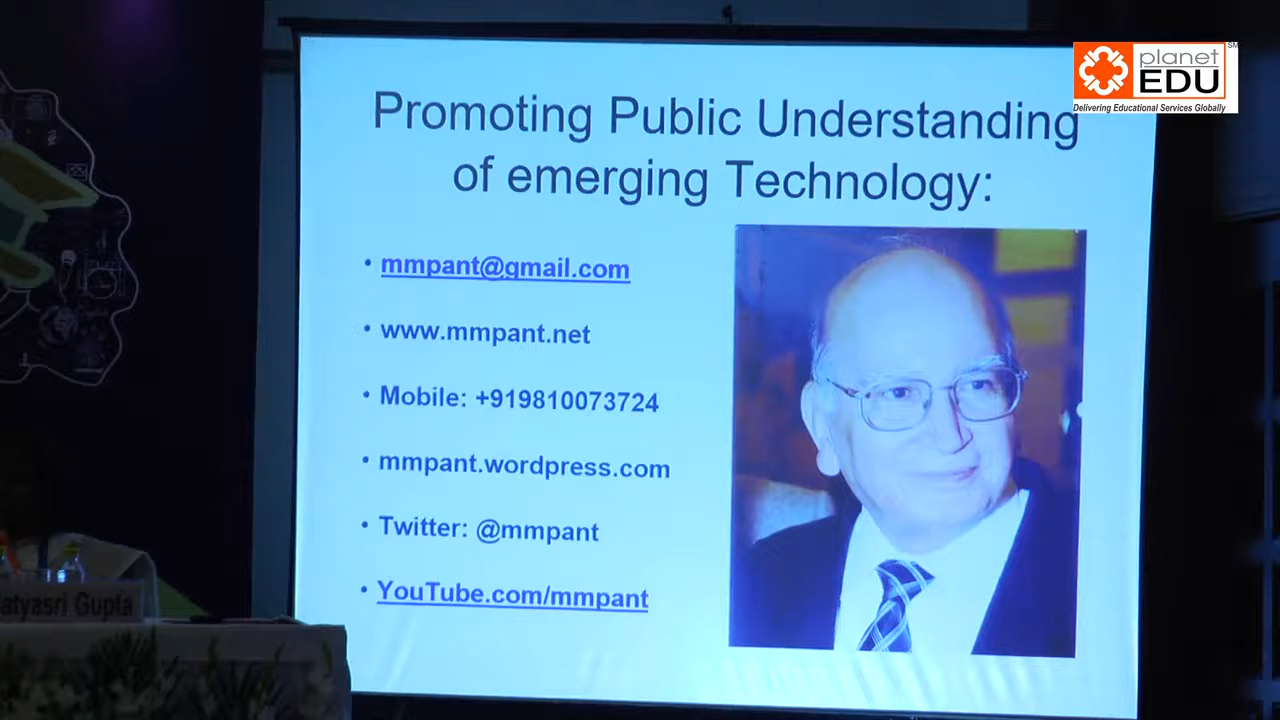 planet
EDU
SM
Delivering Educational Services Globally
Promoting Public Understanding
of emerging Technology:
• mmpant@gmail.com
• www.mmpant.net
• Mobile: +919810073724
• mmpant.wordpress.com
• Twitter: @mmpant
• YouTube.com/mmpant
atyasri Gupta